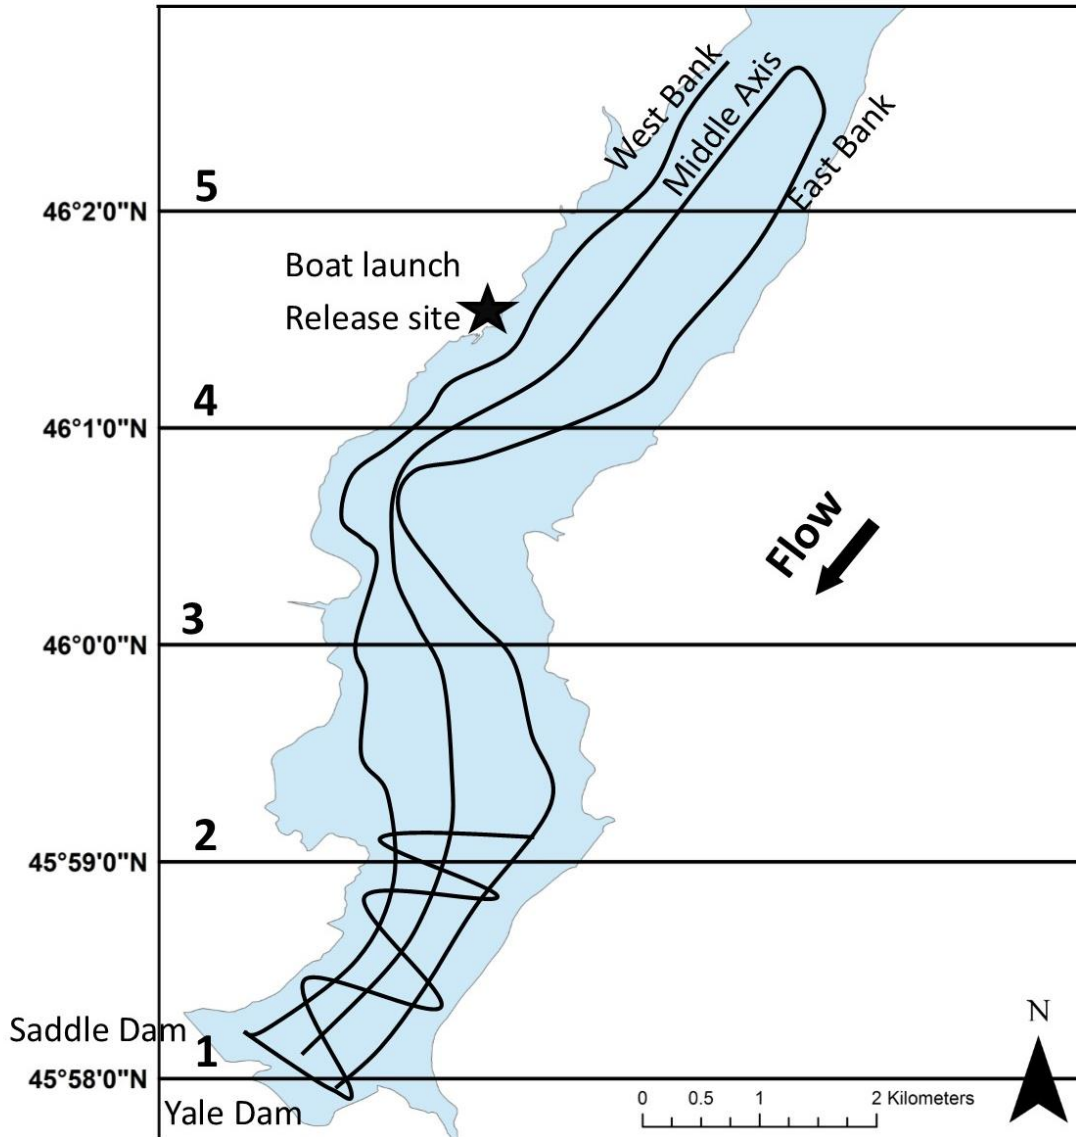 West Bank
Middle Axis
East Bank
5
46°2'0"N
Boat launch
Release site
4
46°1'0"N
Flow
3
46°0'0"N
2
45°59'0"N
N
Saddle Dam
1
45°58'0"N
0 0.5 1 2 Kilometers
Yale Dam